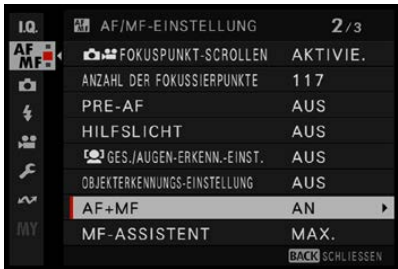 I.Q.
AF/MF-EINSTELLUNG 2/3
AF MF
FOKUSPUNKT-SCROLLEN AKTIVIE.
ANZAHL DER FOKUSSIERPUNKTE 117
PRE-AF AUS
HILFSLICHT AUS
GES./AUGEN-ERKENN.-EINST. AUS
OBJEKTERKENNUNGS-EINSTELLUNG AUS
AF+MF AN
MY
MF-ASSISTENT MAX.
BACK SCHLIESSEN